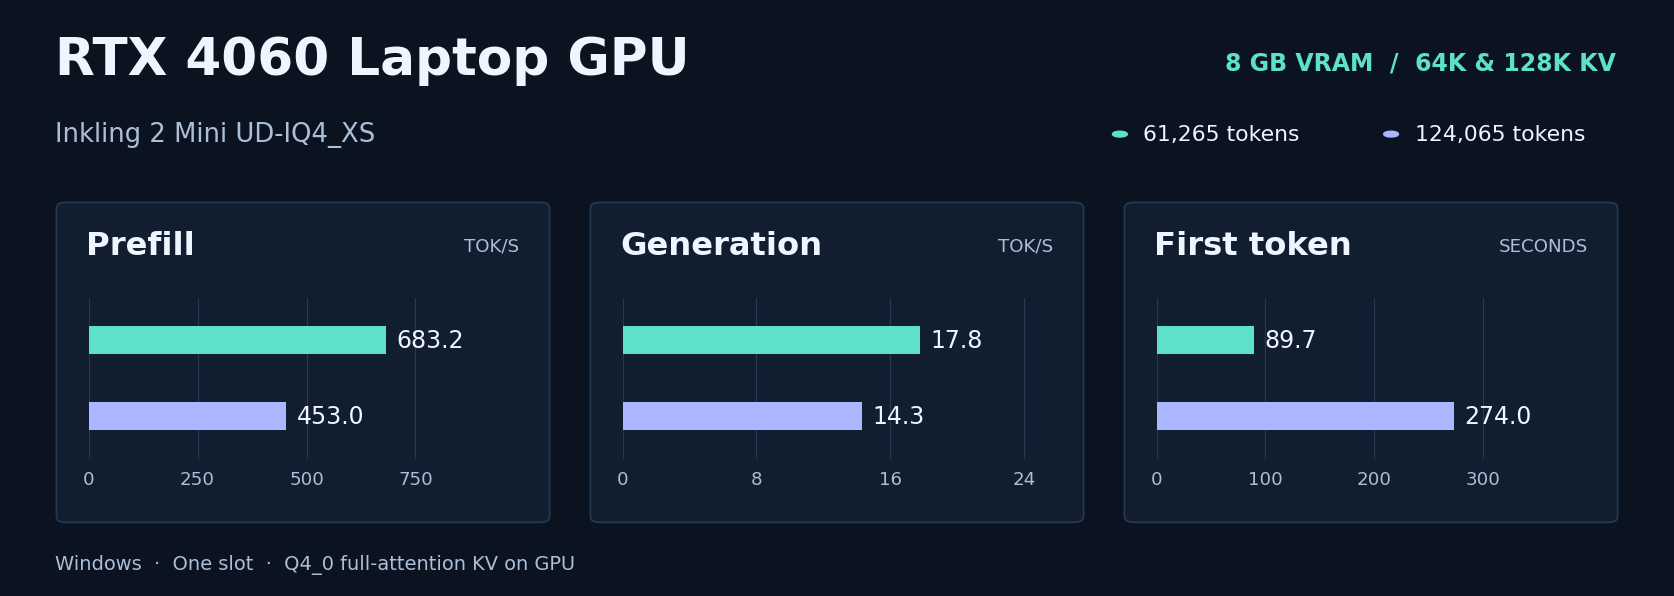 RTX 4060 Laptop GPU
8 GB VRAM / 64K & 128K KV
Inkling 2 Mini UD-IQ4_XS
61,265 tokens
124,065 tokens
Prefill TOK/S
683.2
453.0
0 250 500 750
Generation TOK/S
17.8
14.3
0 8 16 24
First token SECONDS
89.7
274.0
0 100 200 300
Windows · One slot · Q4_0 full-attention KV on GPU